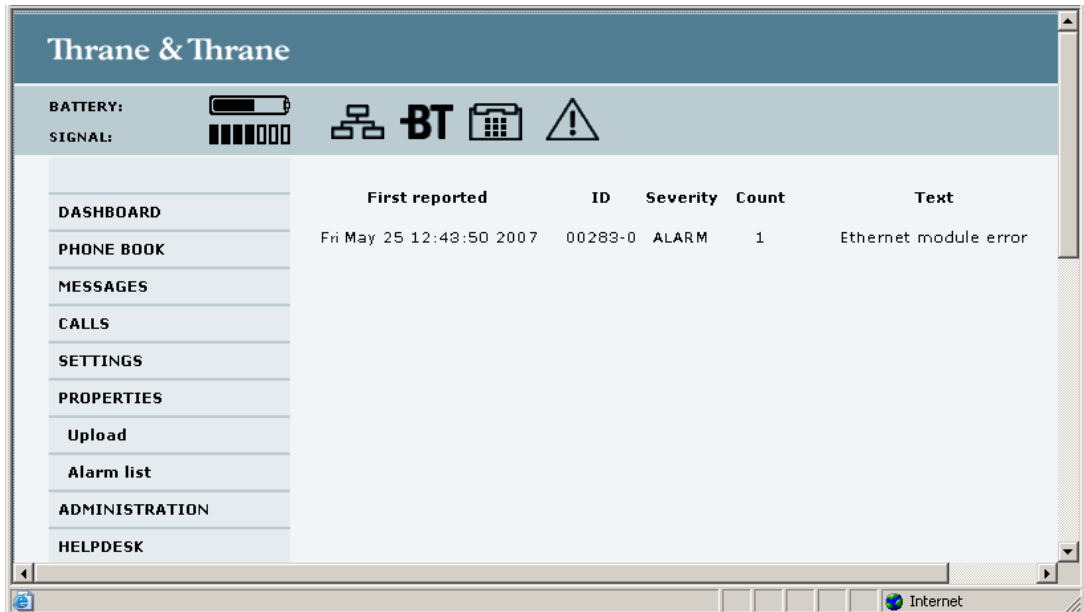 Thrane & Thrane
BATTERY:
SIGNAL:
BT
First reported ID Severity Count Text
Fri May 25 12:43:50 2007 00283-0 ALARM 1 Ethernet module error
DASHBOARD
PHONE BOOK
MESSAGES
CALLS
SETTINGS
PROPERTIES
Upload
Alarm list
ADMINISTRATION
HELPDESK
Internet